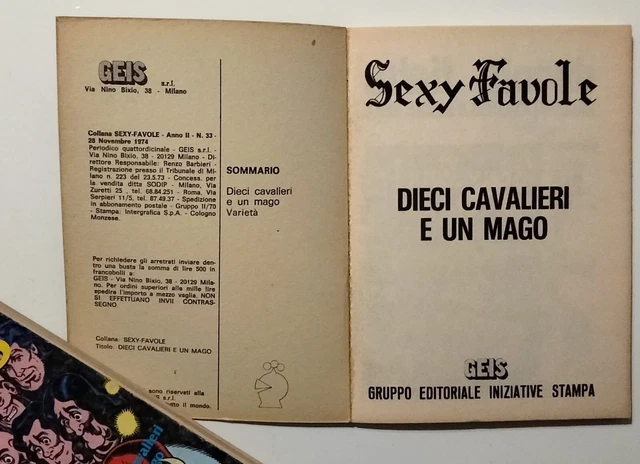 GEIS s.r.l.
Via Nino Bixio, 38 - Milano
Collana SEXY-FAVOLE - Anno II - N. 33 -
28 Novembre 1974
Periodico quattordicinale - GEIS s.r.l. -
Via Nino Bixio, 38 - 20129 Milano - Di-
rettore Responsabile: Renzo Barbieri -
Registrazione presso il Tribunale di Mi-
lano n. 223 del 23.5.73 - Concess. per
la vendita ditta SODIP - Milano, Via
Zuretti 25 , tel. 68.84.251 - Roma, Via
Serpieri 11/5, tel. 87.49.37 - Spedizione
in abbonamento postale - Gruppo II/70
- Stampa: Intergrafica S.p.A. - Cologno
Monzese.
Per richiedere gli arretrati inviare den-
tro una busta la somma di lire 500 in
francobolli a:
GEIS - Via Nino Bixio, 38 - 20129 Mila-
no. Per ordini superiori alle mille lire
spedire l'importo a mezzo vaglia. NON
SI EFFETTUANO INVII CONTRAS-
SEGNO.
Collana: SEXY-FAVOLE
Titolo: DIECI CAVALIERI E UN MAGO
sono riservati alla
s.r.l.
tutto il mondo.
SOMMARIO
Dieci cavalieri
e un mago
Varietà
Sexy Favole
DIECI CAVALIERI
E UN MAGO
GEIS
GRUPPO EDITORIALE INIZIATIVE STAMPA